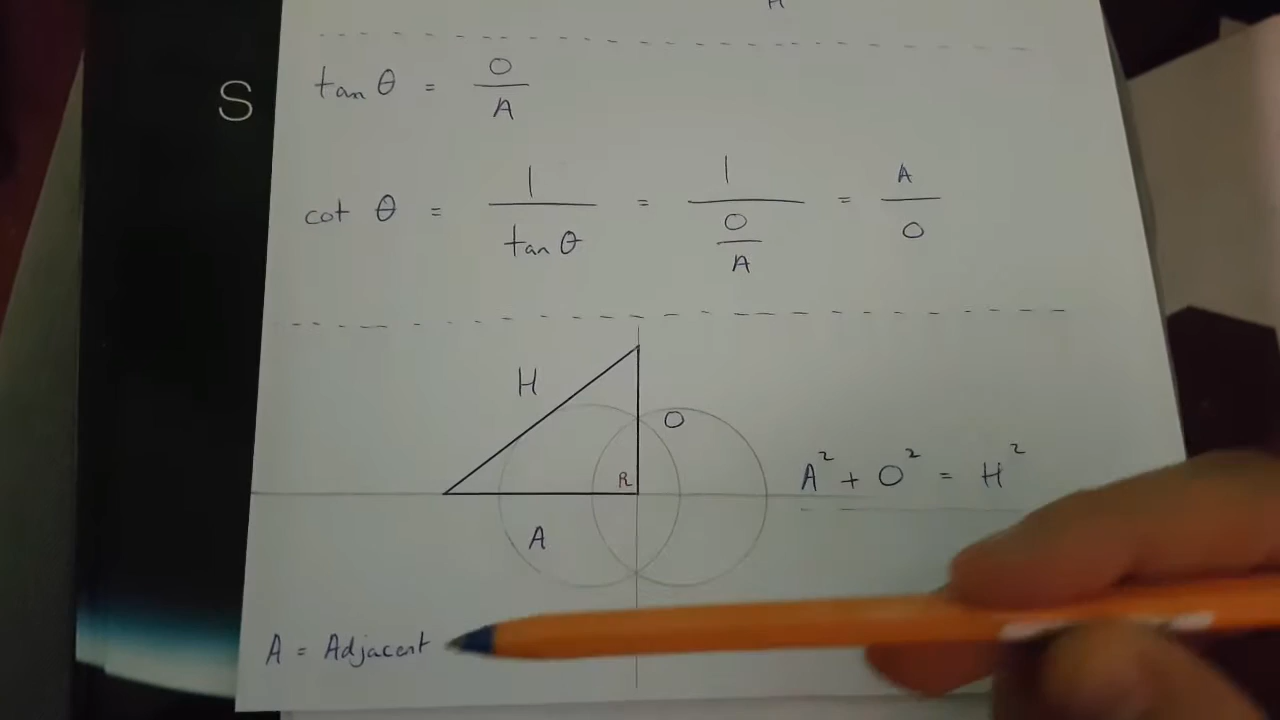 H
S
tan θ = O/A
cot θ = 1/tan θ = 1/(O/A) = A/O
H
O
R
A² + O² = H²
A
A = Adjacent